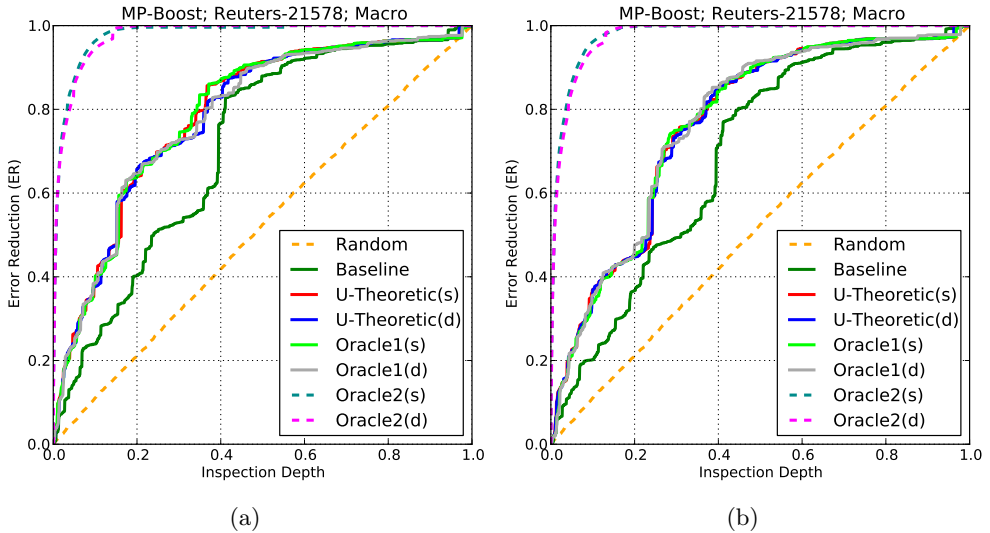 MP-Boost; Reuters-21578; Macro
Error Reduction (ER)
1.0
0.8
0.6
0.4
0.2
0.0
0.0 0.2 0.4 0.6 0.8 1.0
Inspection Depth
Random
Baseline
U-Theoretic(s)
U-Theoretic(d)
Oracle1(s)
Oracle1(d)
Oracle2(s)
Oracle2(d)
(a)
MP-Boost; Reuters-21578; Macro
Error Reduction (ER)
1.0
0.8
0.6
0.4
0.2
0.0
0.0 0.2 0.4 0.6 0.8 1.0
Inspection Depth
Random
Baseline
U-Theoretic(s)
U-Theoretic(d)
Oracle1(s)
Oracle1(d)
Oracle2(s)
Oracle2(d)
(b)